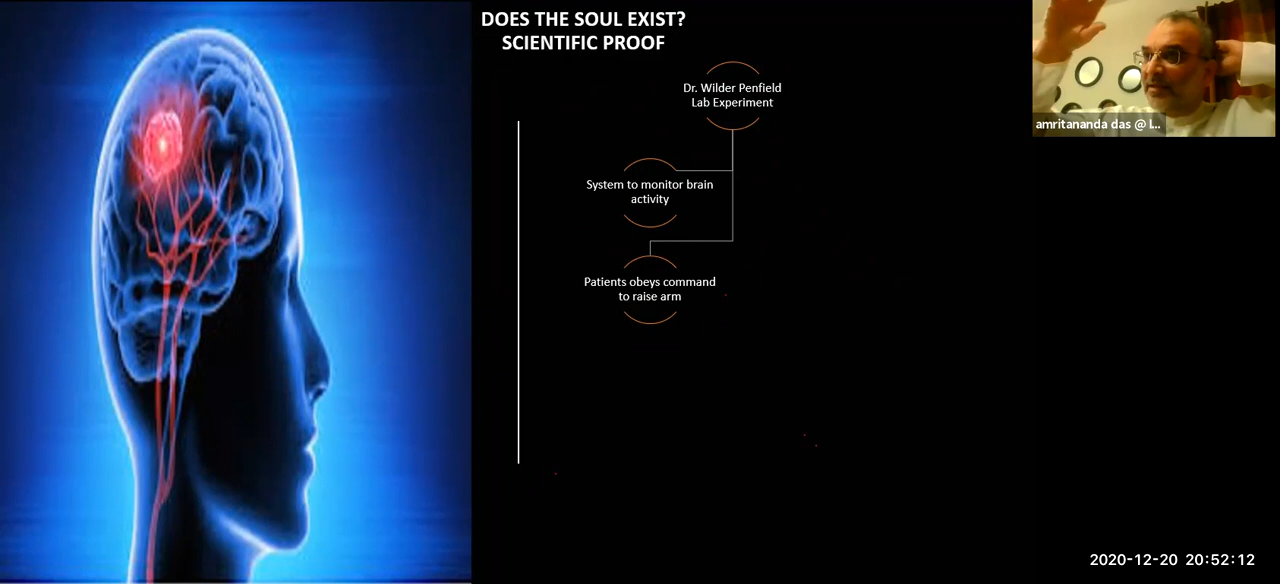 DOES THE SOUL EXIST?
SCIENTIFIC PROOF
Dr. Wilder Penfield
Lab Experiment
System to monitor brain
activity
Patients obeys command
to raise arm
amritananda das @ l...
2020-12-20 20:52:12